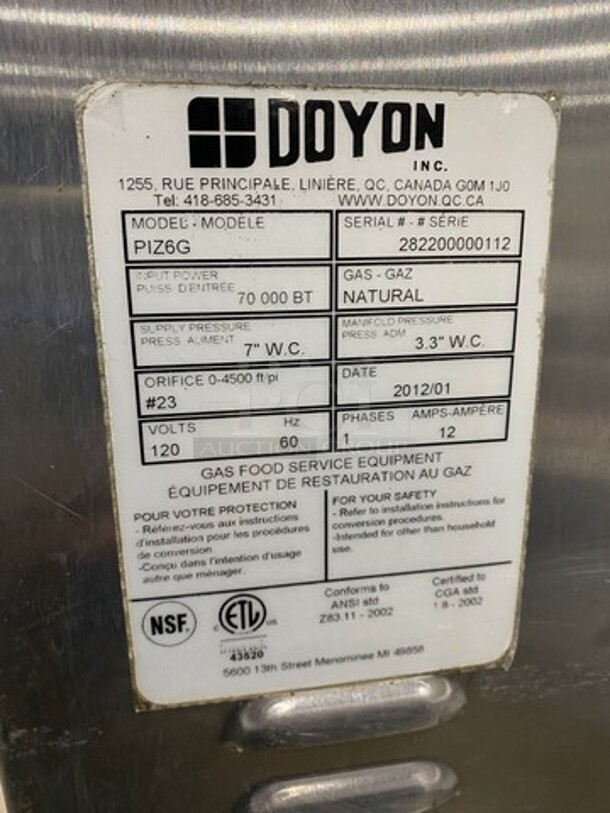 DOYON
INC.
1255, RUE PRINCIPALE, LINIÈRE, QC, CANADA G0M 1J0
Tel: 418-685-3431 WWW.DOYON.QC.CA
MODEL - MODÈLE
PIZ6G
SERIAL # - # SÉRIE
282200000112
INPUT POWER
PUISS D'ENTRÉE
70 000 BT
GAS - GAZ
NATURAL
SUPPLY PRESSURE
PRESS ALIMENT
7" W.C.
MANIFOLD PRESSURE
PRESS ADM
3.3" W.C.
ORIFICE 0-4500 ft/pi
#23
DATE
2012/01
VOLTS Hz
120 60
PHASES AMPS-AMPÈRE
1 12
AUCTION GROUP
GAS FOOD SERVICE EQUIPMENT
ÉQUIPEMENT DE RESTAURATION AU GAZ
POUR VOTRE PROTECTION
- Référez-vous aux instructions
d'installation pour les procédures
de conversion.
- Conçu dans l'intention d'usage
autre que ménager.
FOR YOUR SAFETY
- Refer to installation instructions for
conversion procedures.
-Intended for other than household
use.
NSF
C ETL US
43520
Conforms to
ANSI std
Z83.11 - 2002
Certified to
CGA std
1.8 - 2002
5600 13th Street Menominee MI 49858